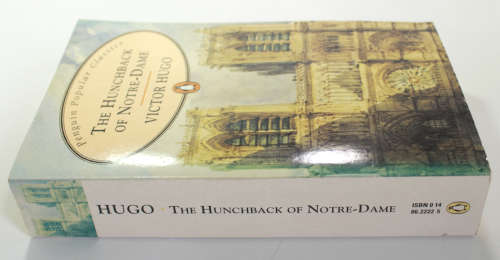 Penguin Popular Classics
THE HUNCHBACK
OF NOTRE-DAME
VICTOR HUGO
HUGO · THE HUNCHBACK OF NOTRE-DAME
ISBN 0 14
06.2222 5